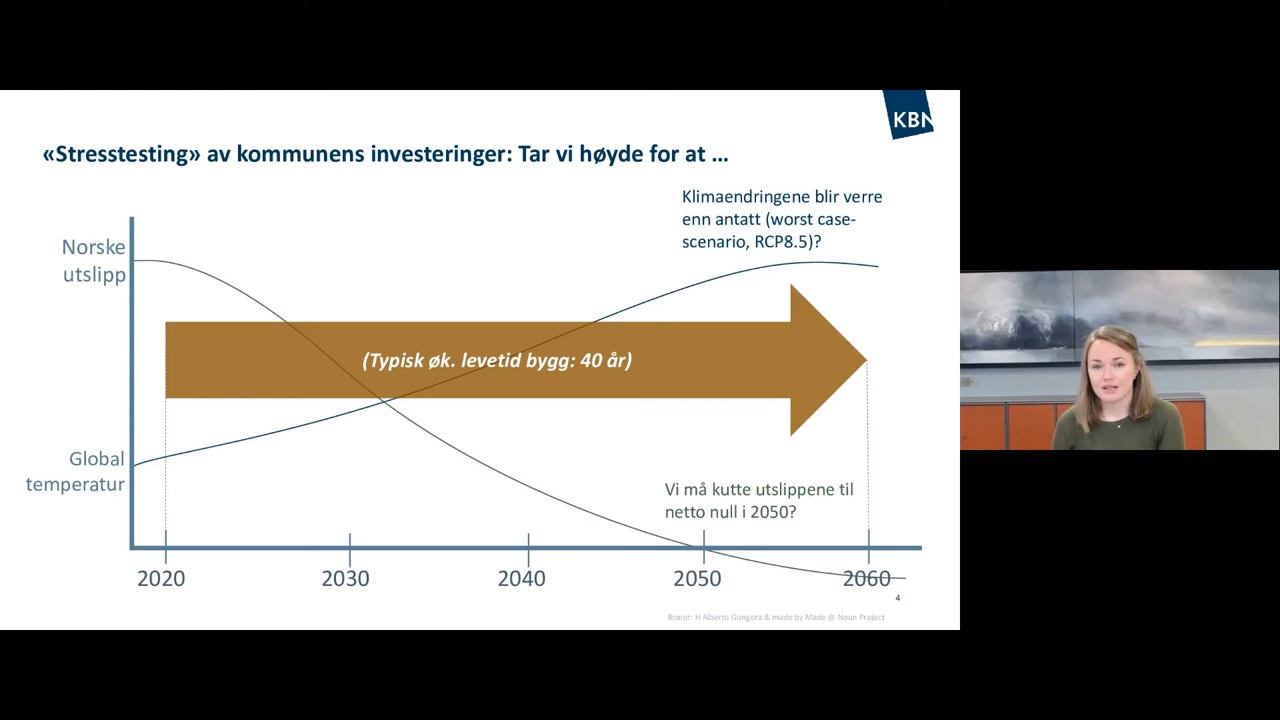 KBN
«Stresstesting» av kommunens investeringer: Tar vi høyde for at …
Klimaendringene blir verre
enn antatt (worst case-
scenario, RCP8.5)?
Norske
utslipp
(Typisk øk. levetid bygg: 40 år)
Global
temperatur
Vi må kutte utslippene til
netto null i 2050?
2020
2030
2040
2050
2060
4
Ikoner: H Alberto Gongora & made by Made @ Noun Project